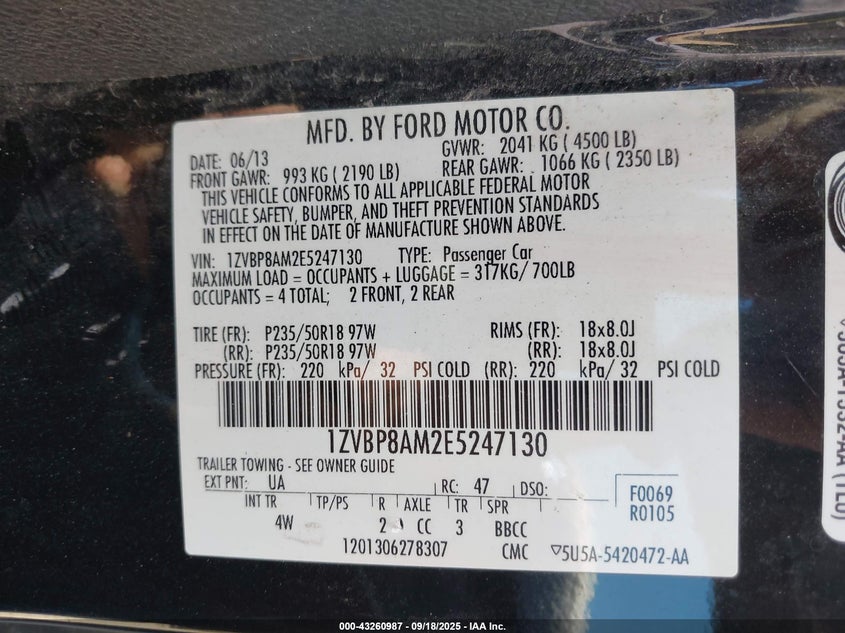 MFD. BY FORD MOTOR CO.
DATE: 06/13 GVWR: 2041 KG ( 4500 LB)
FRONT GAWR: 993 KG ( 2190 LB) REAR GAWR: 1066 KG ( 2350 LB)
THIS VEHICLE CONFORMS TO ALL APPLICABLE FEDERAL MOTOR
VEHICLE SAFETY, BUMPER, AND THEFT PREVENTION STANDARDS
IN EFFECT ON THE DATE OF MANUFACTURE SHOWN ABOVE.
VIN: 1ZVBP8AM2E5247130 TYPE: Passenger Car
MAXIMUM LOAD = OCCUPANTS + LUGGAGE = 317KG/ 700LB
OCCUPANTS = 4 TOTAL; 2 FRONT, 2 REAR
TIRE (FR): P235/50R18 97W RIMS (FR): 18x8.0J
(RR): P235/50R18 97W (RR): 18x8.0J
PRESSURE (FR): 220 kPa/ 32 PSI COLD (RR): 220 kPa/ 32 PSI COLD
1ZVBP8AM2E5247130
TRAILER TOWING - SEE OWNER GUIDE
EXT PNT: UA RC: 47 DSO: F0069
INT TR TP/PS R AXLE TR SPR R0105
4W 2 CC 3 BBCC
1201306278307 CMC ▽5U5A-5420472-AA
000-43260987 - 09/18/2025 - IAA Inc.